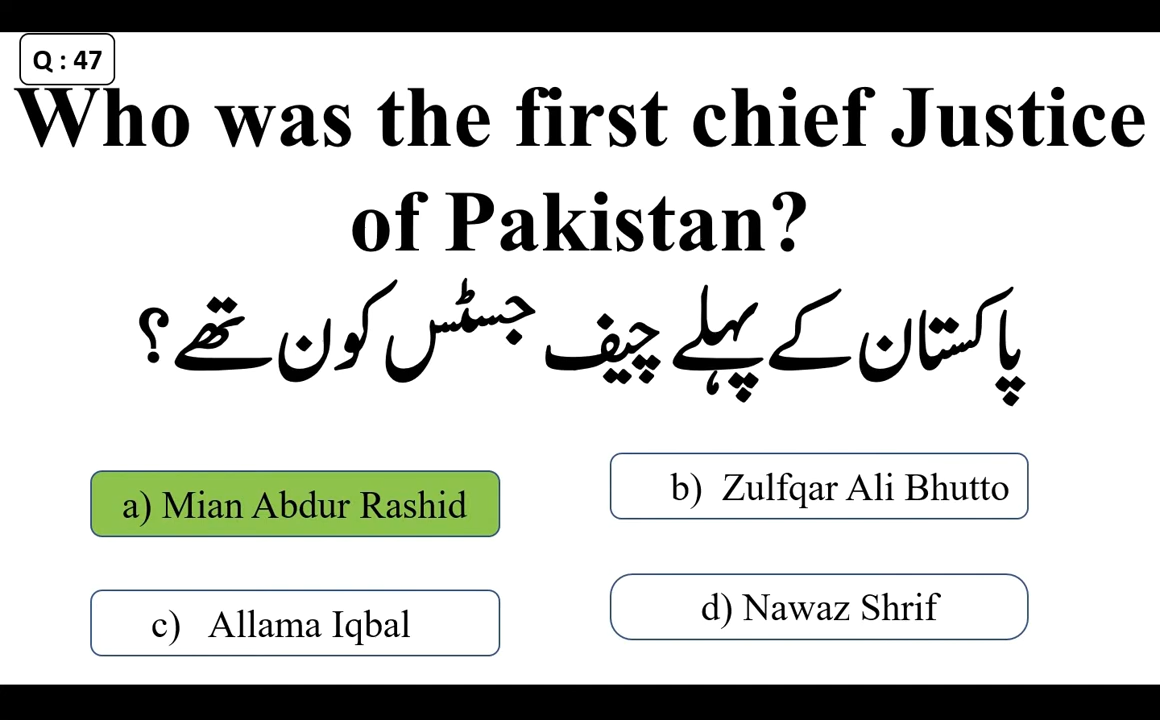 Q : 47
Who was the first chief Justice
of Pakistan?
پاکستان کے پہلے چیف جسٹس کون تھے؟
a) Mian Abdur Rashid
b) Zulfqar Ali Bhutto
c) Allama Iqbal
d) Nawaz Shrif